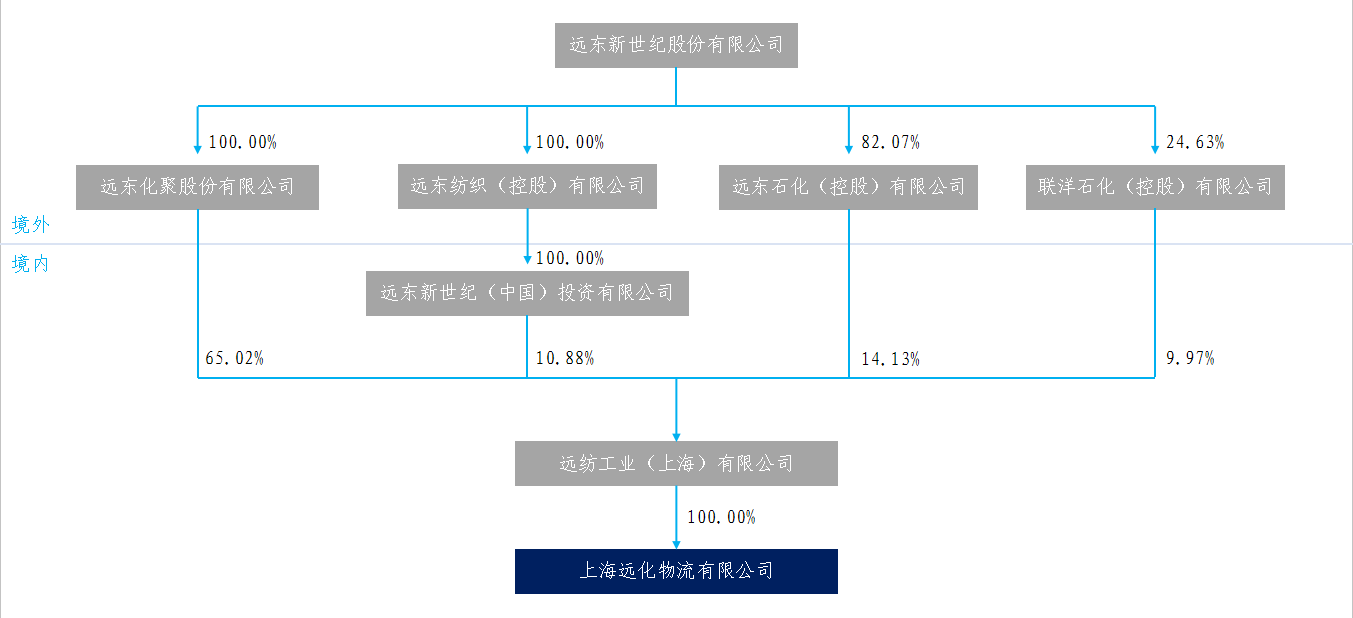 远东新世纪股份有限公司
100.00%
100.00%
82.07%
24.63%
远东化聚股份有限公司
远东纺织（控股）有限公司
远东石化（控股）有限公司
联洋石化（控股）有限公司
境外
境内
100.00%
远东新世纪（中国）投资有限公司
65.02%
10.88%
14.13%
9.97%
远纺工业（上海）有限公司
100.00%
上海远化物流有限公司